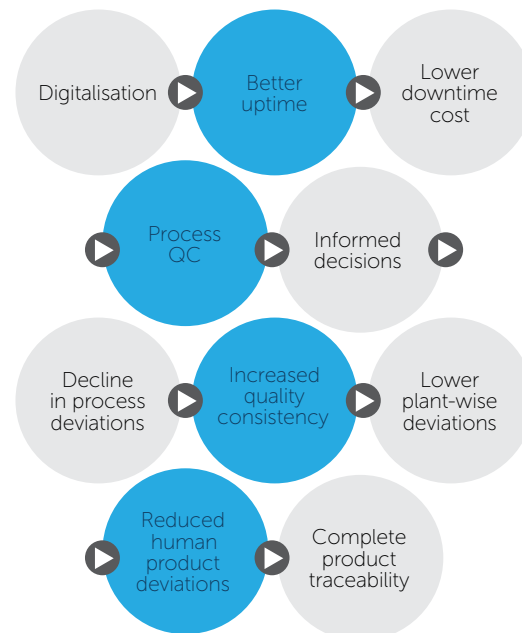 Digitalisation
Better
uptime
Lower
downtime
cost
Process
QC
Informed
decisions
Decline
in process
deviations
Increased
quality
consistency
Lower
plant-wise
deviations
Reduced
human
product
deviations
Complete
product
traceability